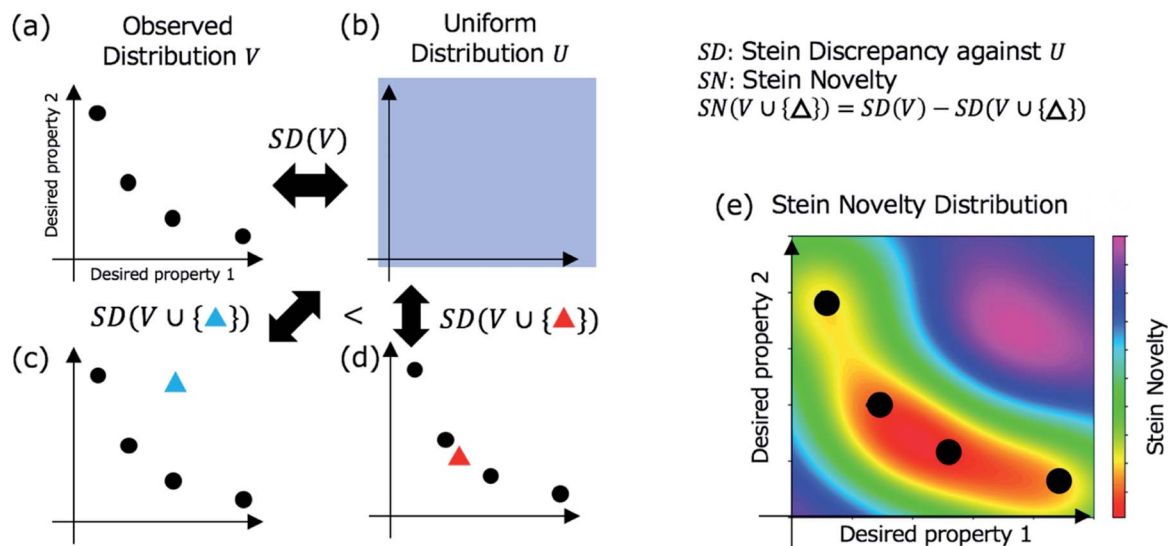 (a)
Observed
Distribution V
(b)
Uniform
Distribution U
SD: Stein Discrepancy against U
SN: Stein Novelty
SN(V ∪ {Δ}) = SD(V) − SD(V ∪ {Δ})
Desired property 2
Desired property 1
SD(V)
SD(V ∪ {▲})
<
SD(V ∪ {▲})
(c)
(d)
(e) Stein Novelty Distribution
Desired property 2
Desired property 1
Stein Novelty